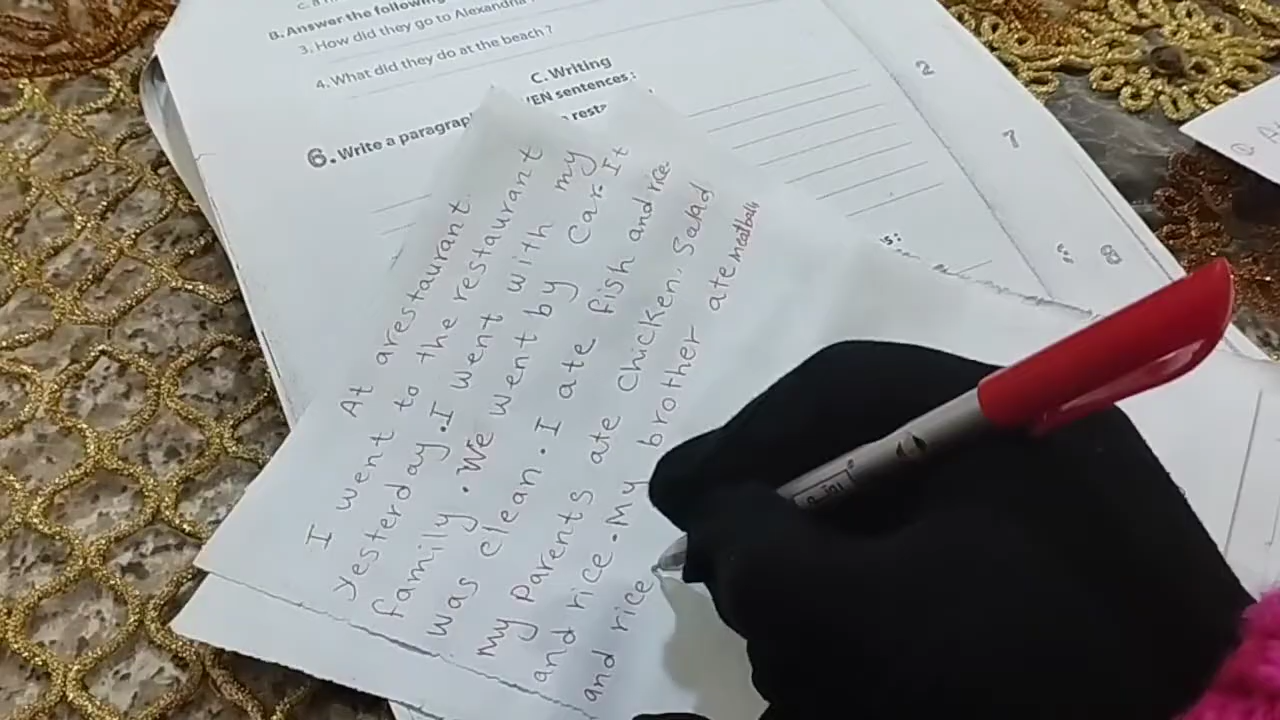 B. Answer the following
3. How did they go to Alexandria
4. What did they do at the beach?
C. Writing
6. Write a paragraph
EN sentences:
2
7
8
At arestaurant
I went to the restaurant
yesterday. I went with my
family. We went by car. It
was clean. I ate fish and rice
my parents ate chicken, salad
and rice. My brother ate meatballs
and rice